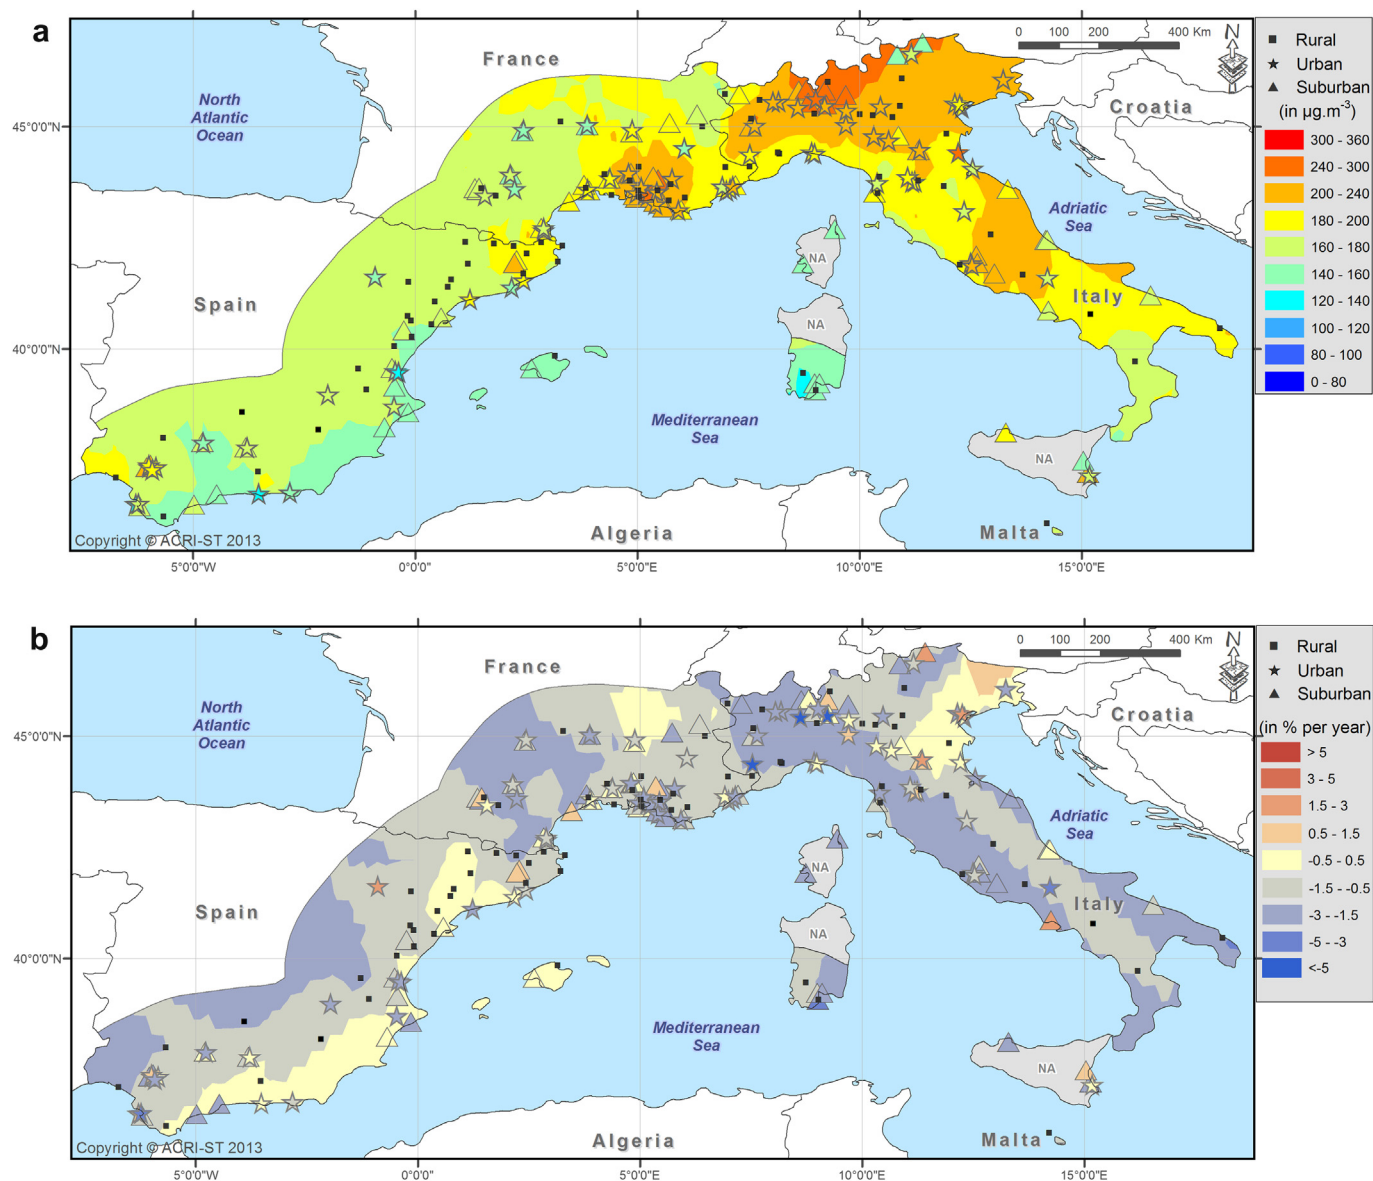 a
France
North
Atlantic
Ocean
Croatia
Adriatic
Sea
NA
NA
Spain
Italy
Mediterranean
Sea
NA
Algeria
Malta
Copyright © ACRI-ST 2013
0 100 200 400 Km
N
45°0'0"N
40°0'0"N
5°0'0"W
0°0'0"
5°0'0"E
10°0'0"E
15°0'0"E
Rural
Urban
Suburban
(in µg.m-3)
300 - 360
240 - 300
200 - 240
180 - 200
160 - 180
140 - 160
120 - 140
100 - 120
80 - 100
0 - 80
b
France
North
Atlantic
Ocean
Croatia
Adriatic
Sea
NA
Spain
Italy
NA
Mediterranean
Sea
NA
Algeria
Malta
Copyright © ACRI-ST 2013
0 100 200 400 Km
N
45°0'0"N
40°0'0"N
5°0'0"W
0°0'0"
5°0'0"E
10°0'0"E
15°0'0"E
Rural
Urban
Suburban
(in % per year)
> 5
3 - 5
1.5 - 3
0.5 - 1.5
-0.5 - 0.5
-1.5 - -0.5
-3 - -1.5
-5 - -3
<-5